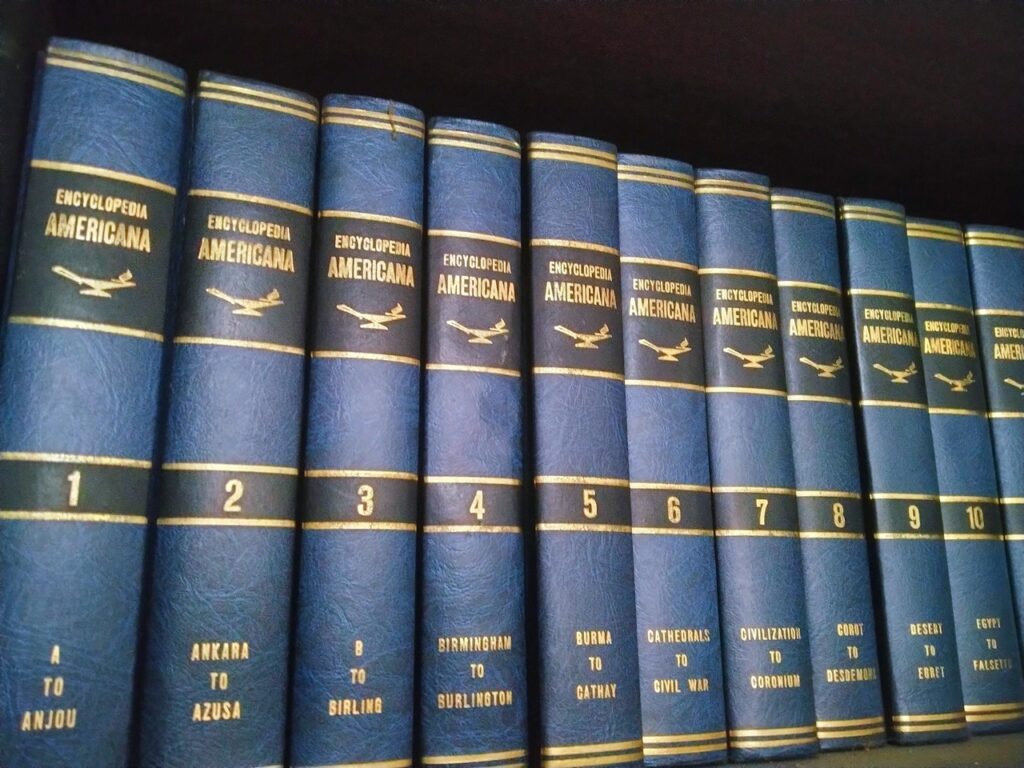 ENCYCLOPEDIA
AMERICANA
1
A
TO
ANJOU
ENCYCLOPEDIA
AMERICANA
2
ANKARA
TO
AZUSA
ENCYCLOPEDIA
AMERICANA
3
B
TO
BIRLING
ENCYCLOPEDIA
AMERICANA
4
BIRMINGHAM
TO
BURLINGTON
ENCYCLOPEDIA
AMERICANA
5
BURMA
TO
CATHAY
ENCYCLOPEDIA
AMERICANA
6
CATHEDRALS
TO
CIVIL WAR
ENCYCLOPEDIA
AMERICANA
7
CIVILIZATION
TO
CORONIUM
ENCYCLOPEDIA
AMERICANA
8
COROT
TO
DESDEMONA
ENCYCLOPEDIA
AMERICANA
9
DESERT
TO
EGRET
ENCYCLOPEDIA
AMERICANA
10
EGYPT
TO
FALSETTO